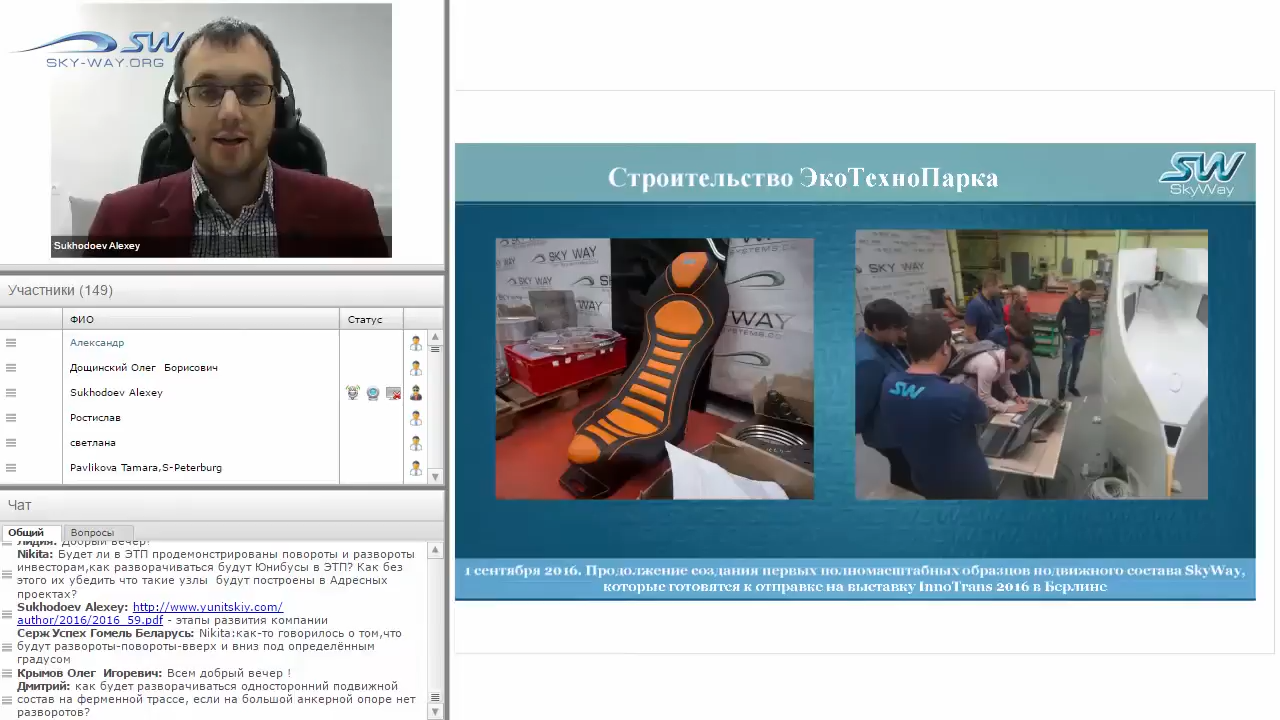 SW
SKY-WAY.ORG
Sukhodoev Alexey
Участники (149)
ФИО Статус
Александр
Дощинский Олег Борисович
Sukhodoev Alexey
Ростислав
светлана
Pavlikova Tamara,S-Peterburg
Чат
Общий Вопросы
Лидия: Добрый вечер!
Nikita: Будет ли в ЭТП продемонстрированы повороты и развороты
инвесторам,как разворачиваться будут Юнибусы в ЭТП? Как без
этого их убедить что такие узлы будут построены в Адресных
проектах?
Sukhodoev Alexey: http://www.yunitskiy.com/
author/2016/2016_59.pdf - этапы развития компании
Серж Успех Гомель Беларусь: Nikita:как-то говорилось о том,что
будут развороты-повороты-вверх и вниз под определённым
градусом
Крымов Олег Игоревич: Всем добрый вечер !
Дмитрий: как будет разворачиваться односторонний подвижной
состав на ферменной трассе, если на большой анкерной опоре нет
разворотов?
Строительство ЭкоТехноПарка
SW
SkyWay
SKY WAY
WAY
SKY WAY
SW
1 сентября 2016. Продолжение создания первых полномасштабных образцов подвижного состава SkyWay,
которые готовятся к отправке на выставку InnoTrans 2016 в Берлине